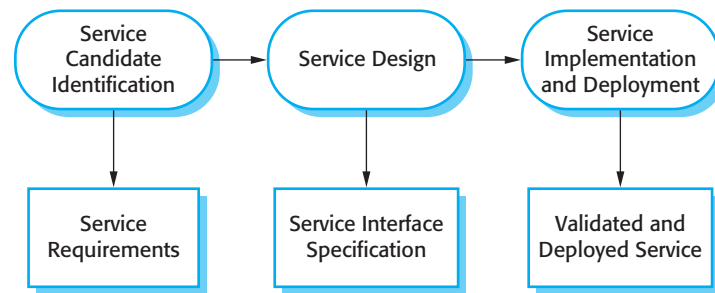 Service
Candidate
Identification
Service Design
Service
Implementation
and Deployment
Service
Requirements
Service Interface
Specification
Validated and
Deployed Service